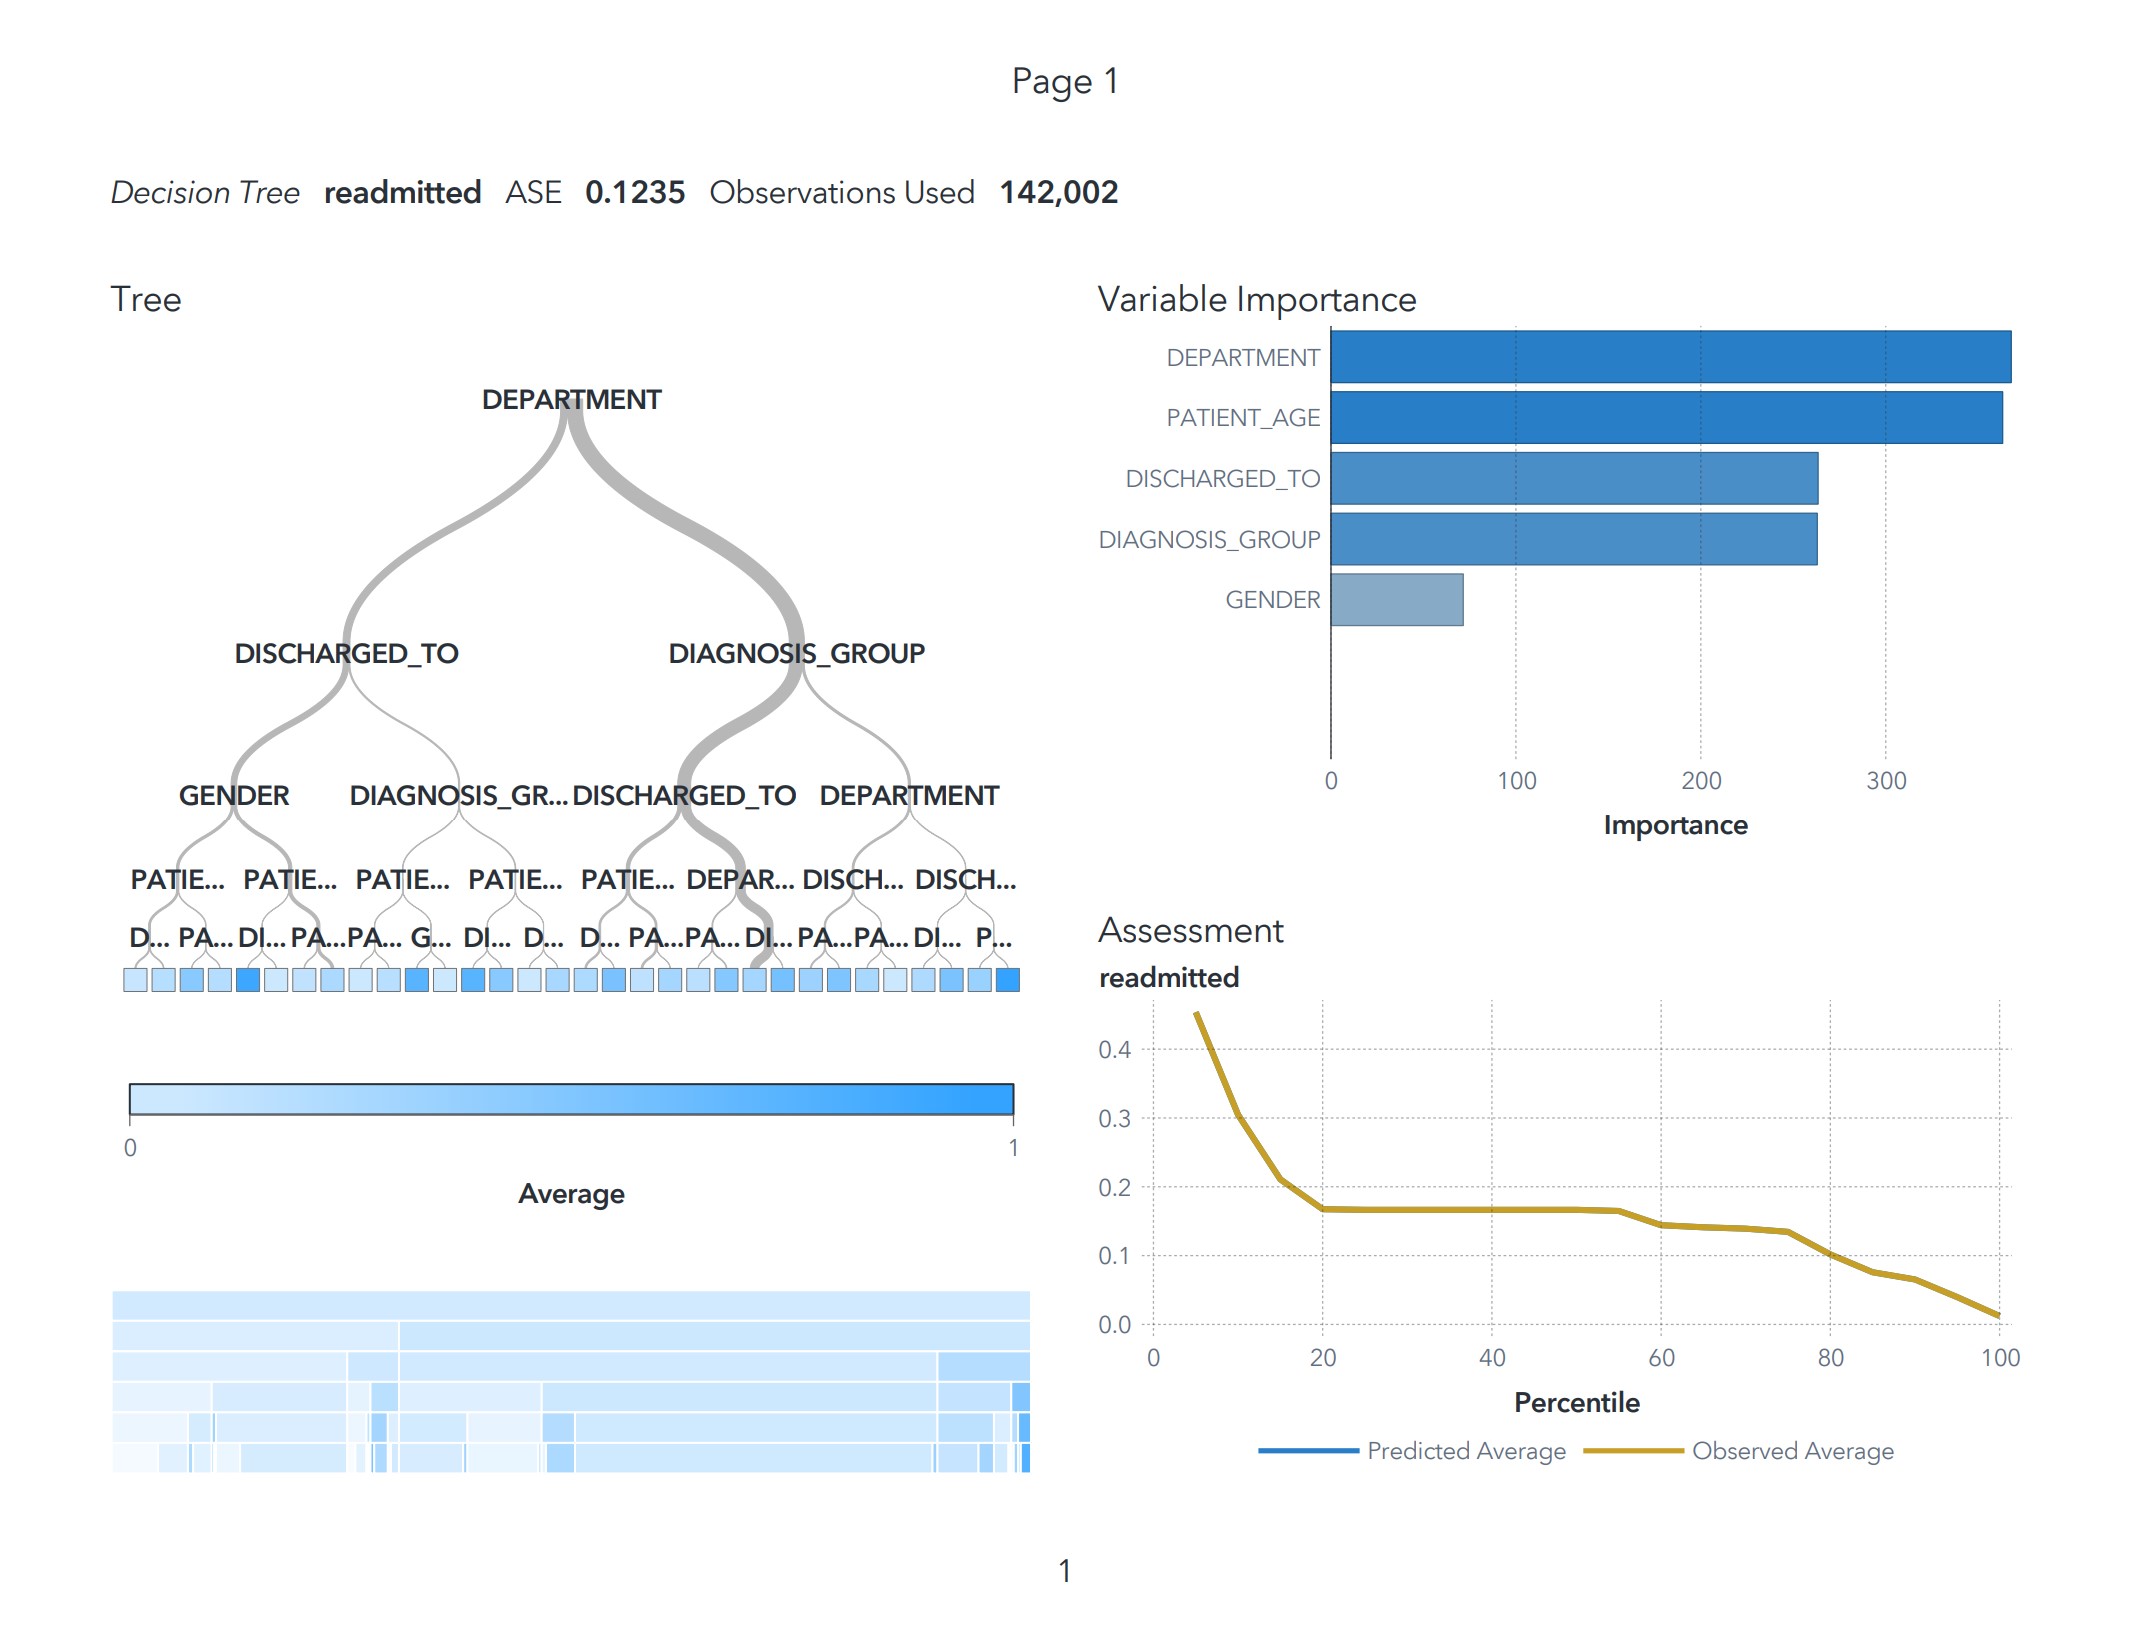 Page 1
Decision Tree readmitted ASE 0.1235 Observations Used 142,002
Tree
DEPARTMENT
DISCHARGED_TO DIAGNOSIS_GROUP
GENDER DIAGNOSIS_GR... DISCHARGED_TO DEPARTMENT
PATIE... PATIE... PATIE... PATIE... PATIE... DEPAR... DISCH... DISCH...
D... PA... DI... PA... PA... G... DI... D... D... PA... PA... DI... PA... PA... DI... P...
0 1
Average
Variable Importance
DEPARTMENT
PATIENT_AGE
DISCHARGED_TO
DIAGNOSIS_GROUP
GENDER
0 100 200 300
Importance
Assessment
readmitted
0.4
0.3
0.2
0.1
0.0
0 20 40 60 80 100
Percentile
Predicted Average Observed Average
1